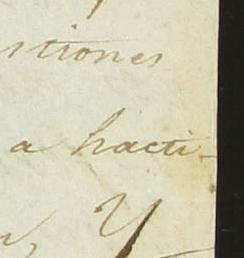 stiones
a hacti-
Y